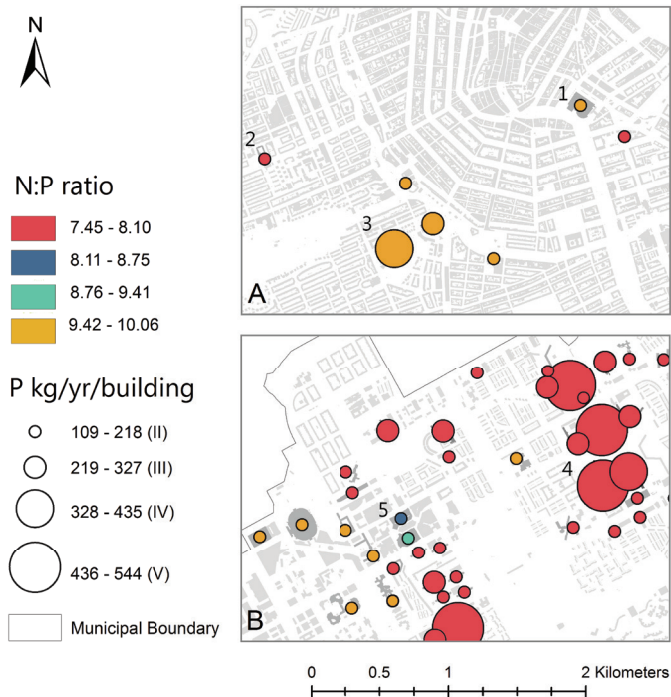 N
N:P ratio
7.45 - 8.10
8.11 - 8.75
8.76 - 9.41
9.42 - 10.06
P kg/yr/building
109 - 218 (II)
219 - 327 (III)
328 - 435 (IV)
436 - 544 (V)
Municipal Boundary
1
2
3
A
4
5
B
0 0.5 1 2 Kilometers